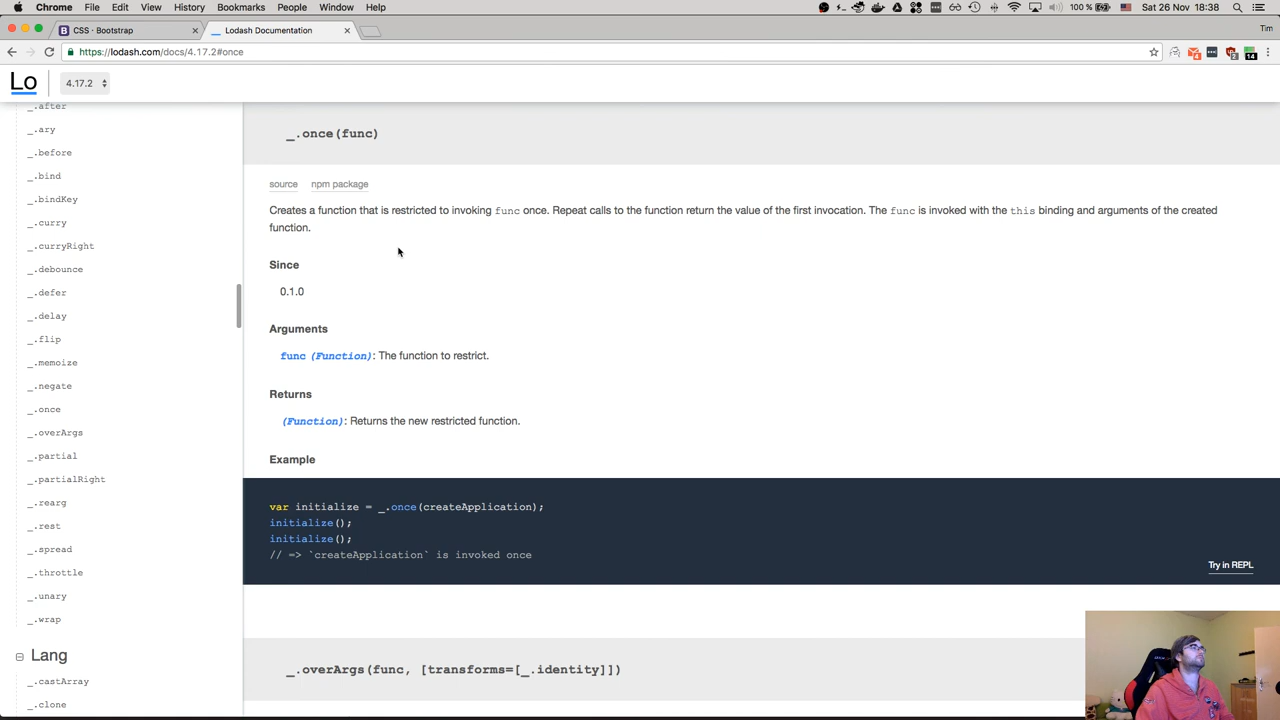 Chrome File Edit View History Bookmarks People Window Help 100 % Sat 26 Nov 18:38
CSS · Bootstrap
Lodash Documentation
Tim
https://lodash.com/docs/4.17.2#once
4 2 14
Lo 4.17.2
_.after
_.ary
_.before
_.bind
_.bindKey
_.curry
_.curryRight
_.debounce
_.defer
_.delay
_.flip
_.memoize
_.negate
_.once
_.overArgs
_.partial
_.partialRight
_.rearg
_.rest
_.spread
_.throttle
_.unary
_.wrap
Lang
_.castArray
_.clone
_.once(func)
source npm package
Creates a function that is restricted to invoking func once. Repeat calls to the function return the value of the first invocation. The func is invoked with the this binding and arguments of the created
function.
Since
0.1.0
Arguments
func (Function): The function to restrict.
Returns
(Function): Returns the new restricted function.
Example
var initialize = _.once(createApplication);
initialize();
initialize();
// => `createApplication` is invoked once
Try in REPL
_.overArgs(func, [transforms=[_.identity]])